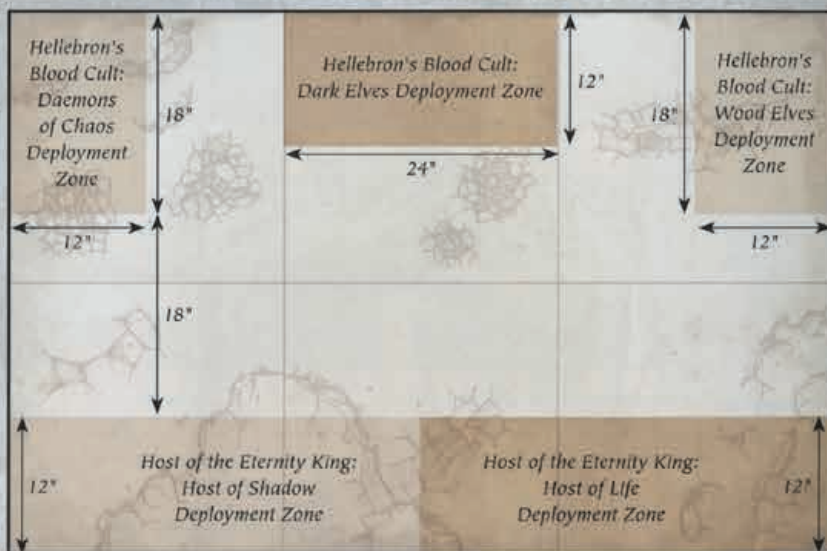 Hellebron's
Blood Cult:
Daemons
of Chaos
Deployment
Zone
18"
12"
Hellebron's Blood Cult:
Dark Elves Deployment Zone
12"
24"
18"
Hellebron's
Blood Cult:
Wood Elves
Deployment
Zone
12"
18"
12"
Host of the Eternity King:
Host of Shadow
Deployment Zone
Host of the Eternity King:
Host of Life
Deployment Zone
12"